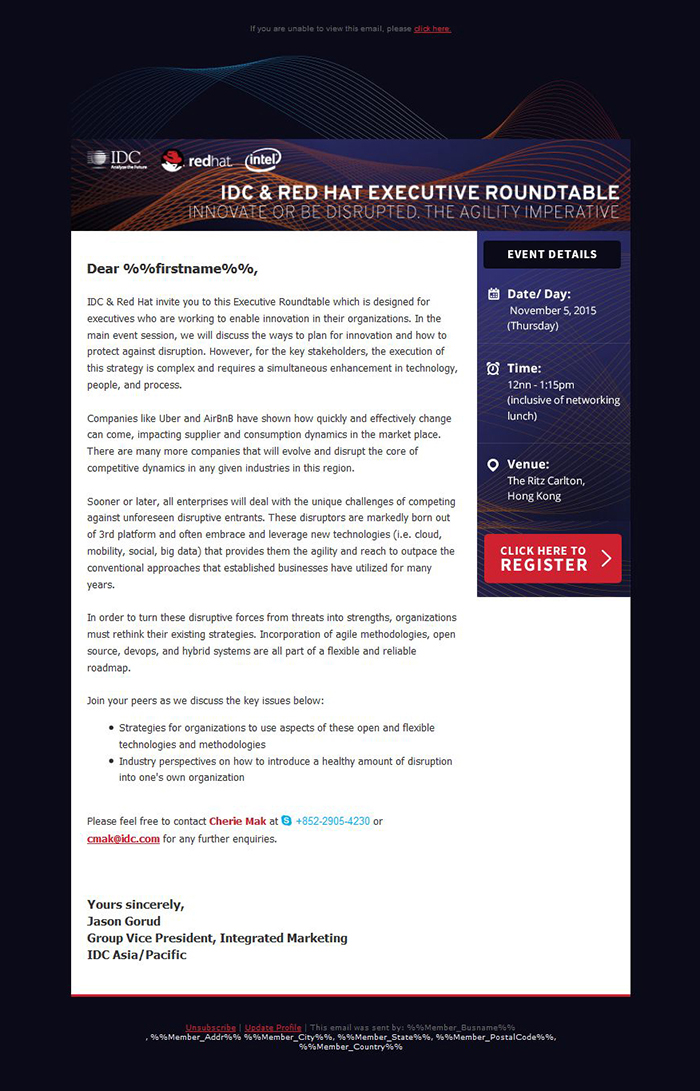 If you are unable to view this email, please click here.
IDC
Analyze the Future
redhat.
intel
IDC & RED HAT EXECUTIVE ROUNDTABLE
INNOVATE OR BE DISRUPTED. THE AGILITY IMPERATIVE
Dear %%firstname%%,
IDC & Red Hat invite you to this Executive Roundtable which is designed for
executives who are working to enable innovation in their organizations. In the
main event session, we will discuss the ways to plan for innovation and how to
protect against disruption. However, for the key stakeholders, the execution of
this strategy is complex and requires a simultaneous enhancement in technology,
people, and process.
Companies like Uber and AirBnB have shown how quickly and effectively change
can come, impacting supplier and consumption dynamics in the market place.
There are many more companies that will evolve and disrupt the core of
competitive dynamics in any given industries in this region.
Sooner or later, all enterprises will deal with the unique challenges of competing
against unforeseen disruptive entrants. These disruptors are markedly born out
of 3rd platform and often embrace and leverage new technologies (i.e. cloud,
mobility, social, big data) that provides them the agility and reach to outpace the
conventional approaches that established businesses have utilized for many
years.
In order to turn these disruptive forces from threats into strengths, organizations
must rethink their existing strategies. Incorporation of agile methodologies, open
source, devops, and hybrid systems are all part of a flexible and reliable
roadmap.
Join your peers as we discuss the key issues below:
• Strategies for organizations to use aspects of these open and flexible
technologies and methodologies
• Industry perspectives on how to introduce a healthy amount of disruption
into one's own organization
Please feel free to contact Cherie Mak at +852-2905-4230 or
cmak@idc.com for any further enquiries.
Yours sincerely,
Jason Gorud
Group Vice President, Integrated Marketing
IDC Asia/Pacific
EVENT DETAILS
Date/ Day:
November 5, 2015
(Thursday)
Time:
12nn - 1:15pm
(inclusive of networking
lunch)
Venue:
The Ritz Carlton,
Hong Kong
CLICK HERE TO
REGISTER
Unsubscribe | Update Profile | This email was sent by: %%Member_Busname%%
, %%Member_Addr%% %%Member_City%%, %%Member_State%%, %%Member_PostalCode%%,
%%Member_Country%%